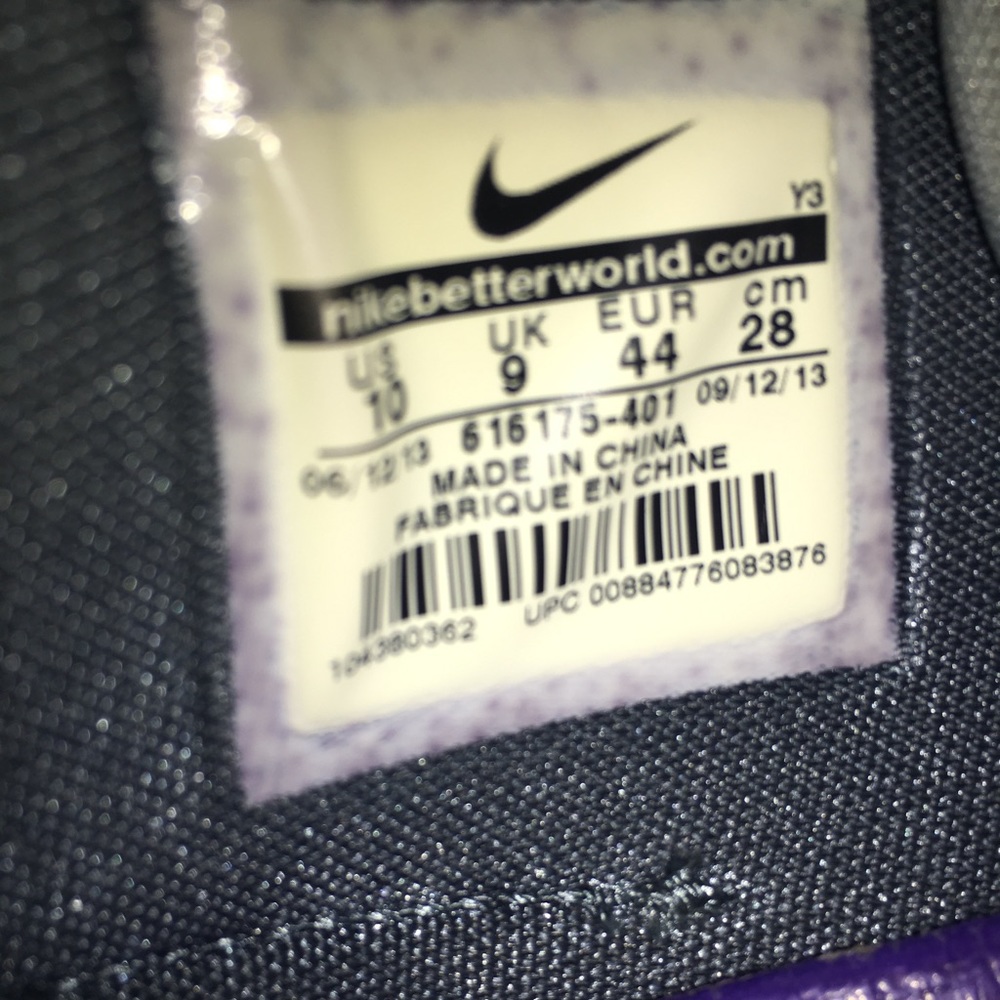 Y3
nikebetterworld.com
US UK EUR cm
10 9 44 28
06/12/13 616175-401 09/12/13
MADE IN CHINA
FABRIQUE EN CHINE
UPC 00884776083876